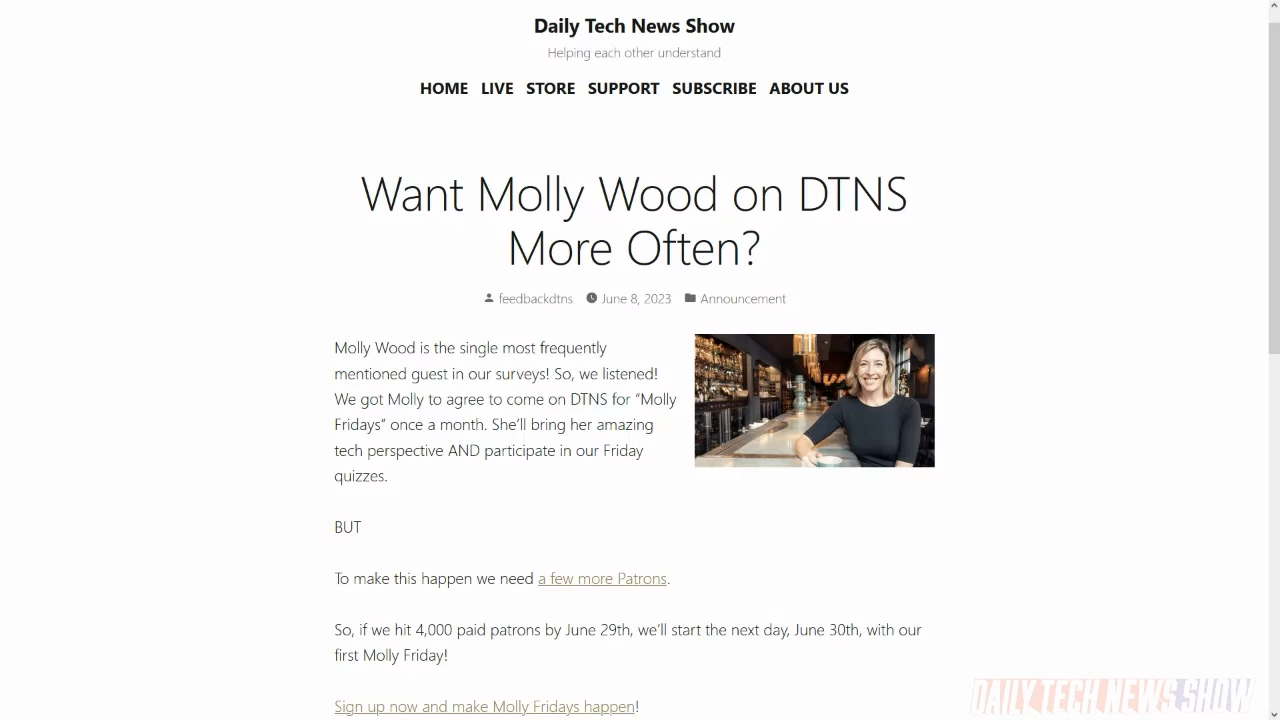 Daily Tech News Show
Helping each other understand
HOME LIVE STORE SUPPORT SUBSCRIBE ABOUT US
Want Molly Wood on DTNS
More Often?
feedbackdtns June 8, 2023 Announcement
Molly Wood is the single most frequently
mentioned guest in our surveys! So, we listened!
We got Molly to agree to come on DTNS for “Molly
Fridays” once a month. She’ll bring her amazing
tech perspective AND participate in our Friday
quizzes.
BUT
To make this happen we need a few more Patrons.
So, if we hit 4,000 paid patrons by June 29th, we’ll start the next day, June 30th, with our
first Molly Friday!
Sign up now and make Molly Fridays happen!
DAILY TECH NEWS SHOW